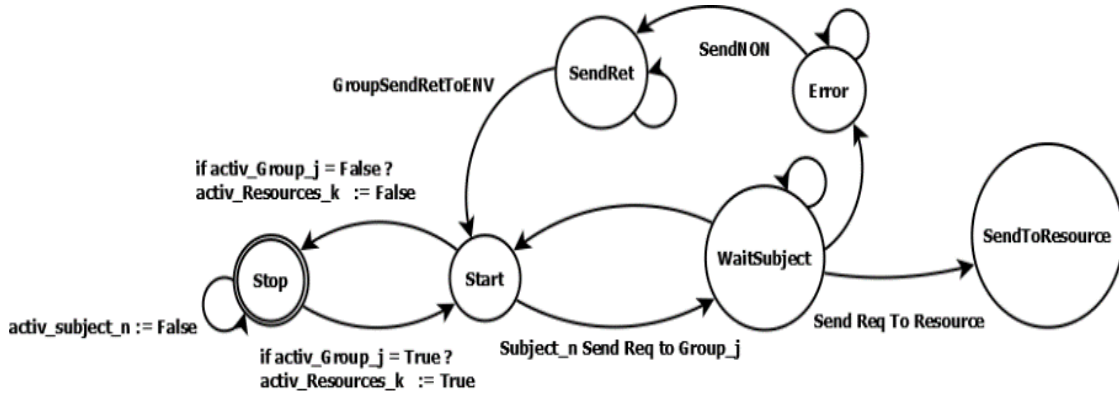 SendRet
SendNON
Error
GroupSendRetToENV
if activ_Group_j = False ?
activ_Resources_k := False
SendToResource
WaitSubject
Stop
Start
activ_subject_n := False
Send Req To Resource
Subject_n Send Req to Group_j
if activ_Group_j = True ?
activ_Resources_k := True